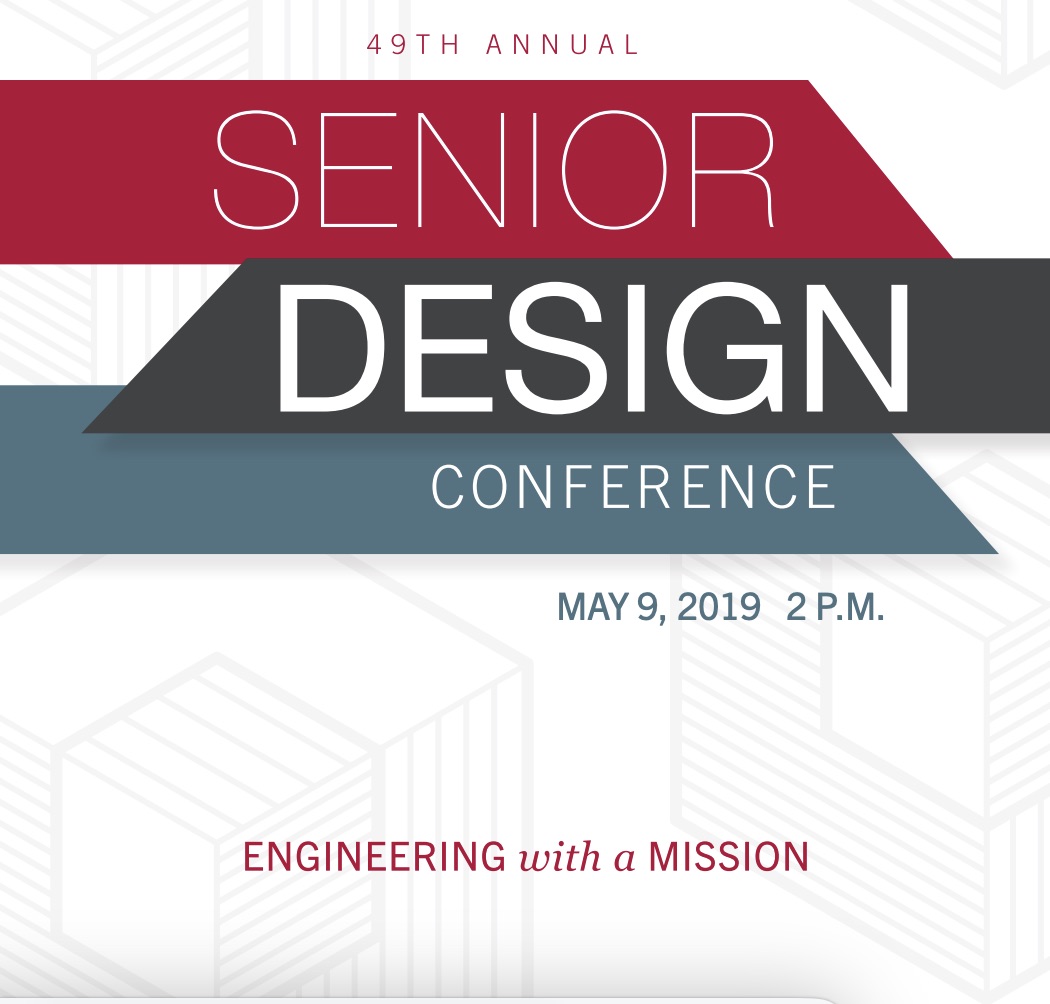 49TH ANNUAL
SENIOR
DESIGN
CONFERENCE
MAY 9, 2019 2 P.M.
ENGINEERING with a MISSION